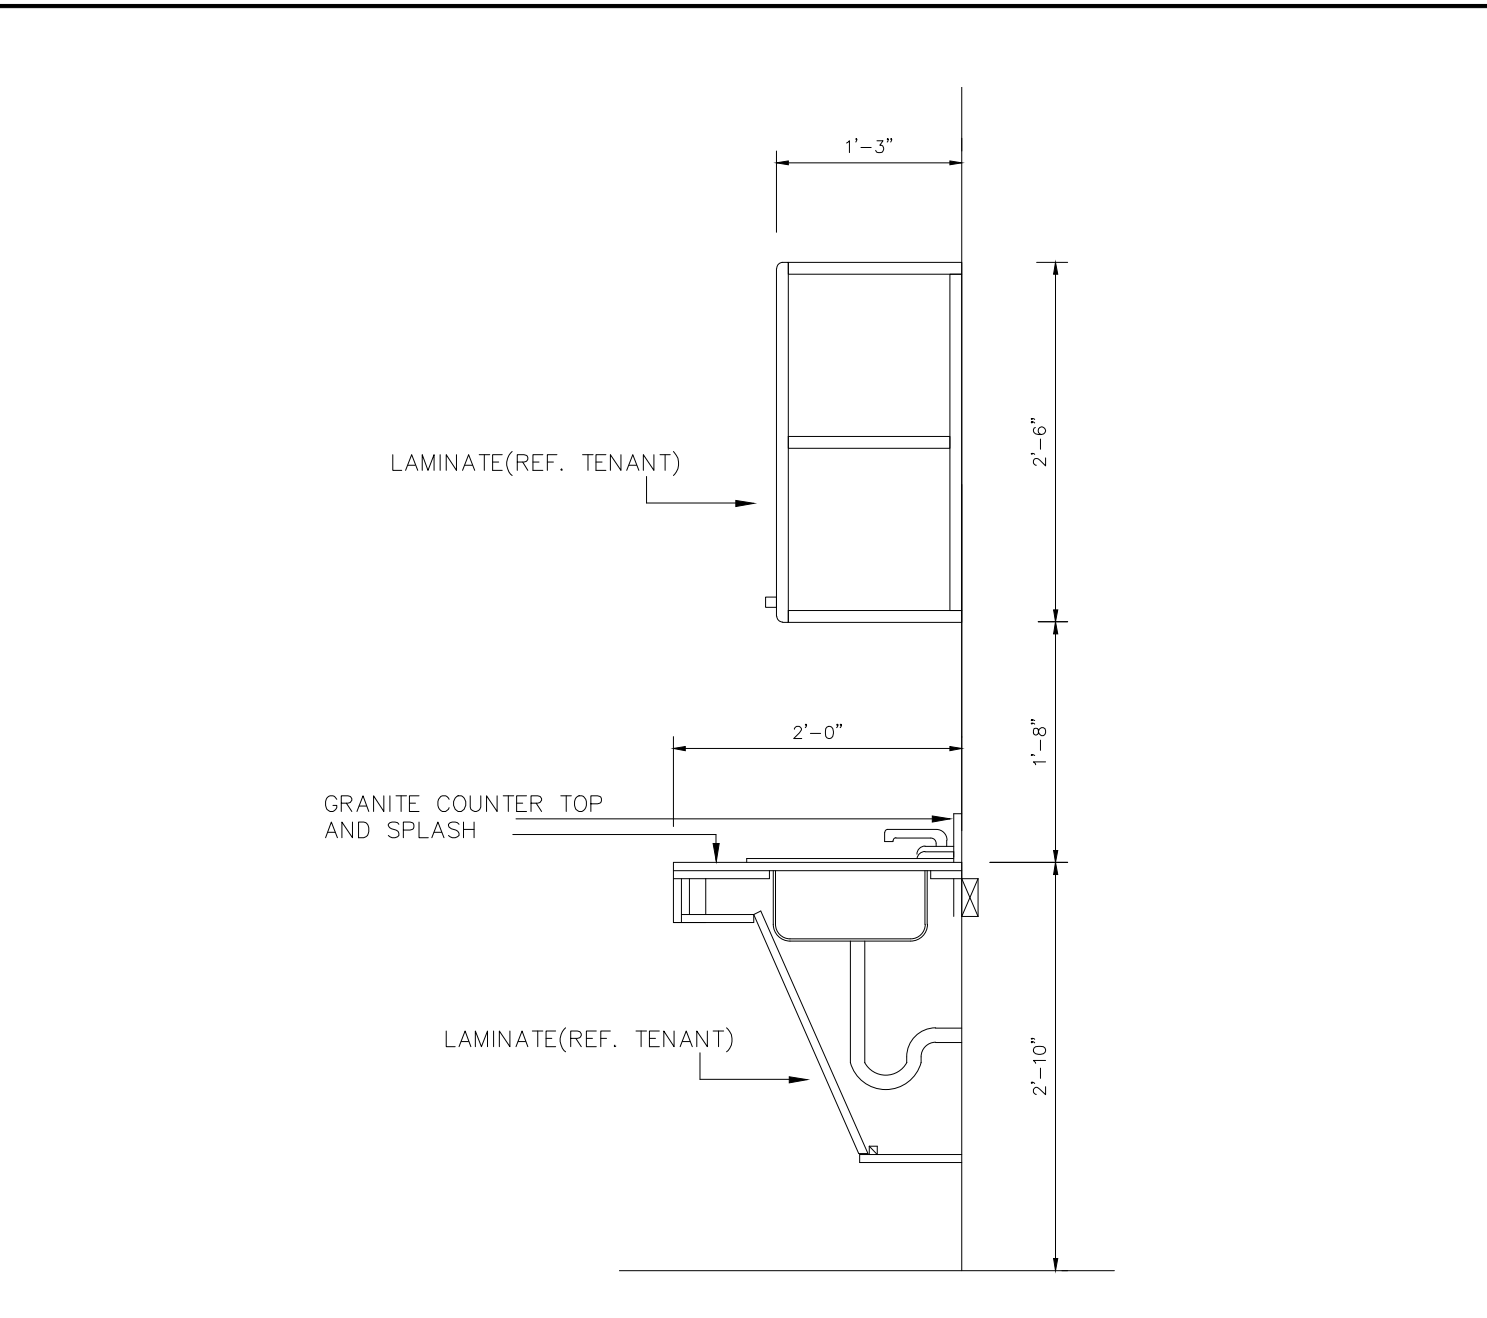 1'-3"
2'-6"
LAMINATE(REF. TENANT)
1'-8"
2'-0"
GRANITE COUNTER TOP
AND SPLASH
LAMINATE(REF. TENANT)
2'-10"